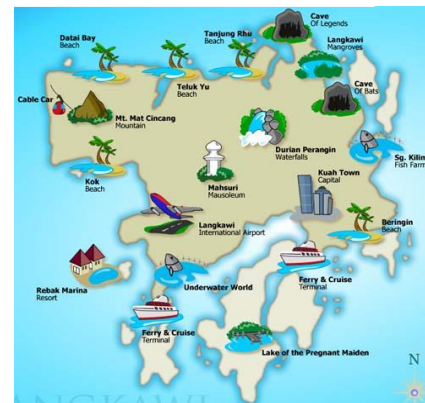 Cave
Of Legends
Datai Bay
Beach
Tanjung Rhu
Beach
Langkawi
Mangroves
Teluk Yu
Beach
Cave
Of Bats
Cable Car
Mt. Mat Cincang
Mountain
Durian Perangin
Waterfalls
Sg. Kilim
Fish Farm
Kok
Beach
Mahsuri
Mausoleum
Kuah Town
Capital
Langkawi
International Airport
Beringin
Beach
Rebak Marina
Resort
Underwater World
Ferry & Cruise
Terminal
Ferry & Cruise
Terminal
Lake of the Pregnant Maiden
N